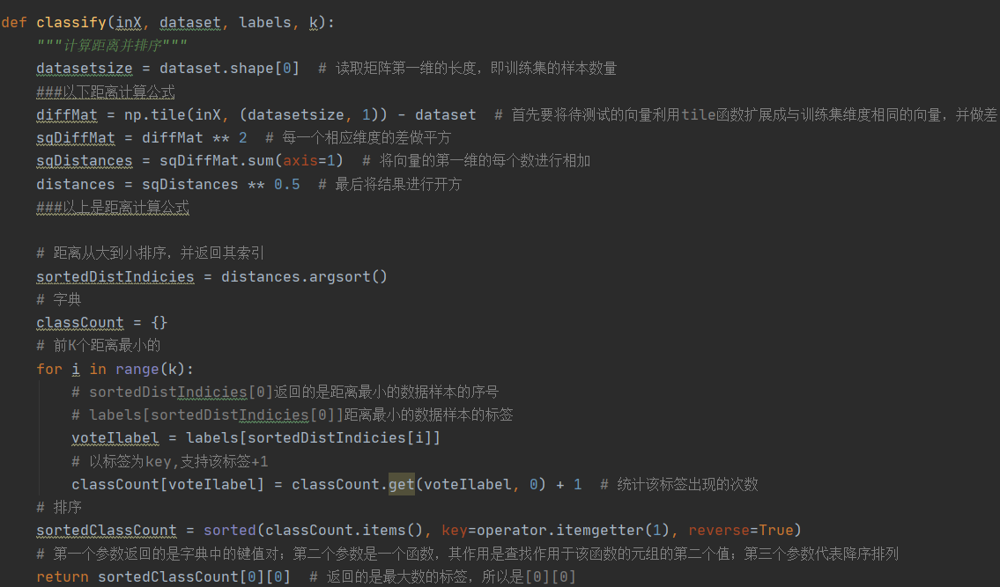 def classify(inX, dataset, labels, k):
    """计算距离并排序"""
    datasetsize = dataset.shape[0]  # 读取矩阵第一维的长度，即训练集的样本数量
    ###以下距离计算公式
    diffMat = np.tile(inX, (datasetsize, 1)) - dataset  # 首先要将待测试的向量利用tile函数扩展成与训练集维度相同的向量，并做差
    sqDiffMat = diffMat ** 2  # 每一个相应维度的差做平方
    sqDistances = sqDiffMat.sum(axis=1)  # 将向量的第一维的每个数进行相加
    distances = sqDistances ** 0.5  # 最后将结果进行开方
    ###以上是距离计算公式

    # 距离从大到小排序，并返回其索引
    sortedDistIndicies = distances.argsort()
    # 字典
    classCount = {}
    # 前K个距离最小的
    for i in range(k):
        # sortedDistIndicies[0]返回的是距离最小的数据样本的序号
        # labels[sortedDistIndicies[0]]距离最小的数据样本的标签
        voteIlabel = labels[sortedDistIndicies[i]]
        # 以标签为key,支持该标签+1
        classCount[voteIlabel] = classCount.get(voteIlabel, 0) + 1  # 统计该标签出现的次数
    # 排序
    sortedClassCount = sorted(classCount.items(), key=operator.itemgetter(1), reverse=True)
    # 第一个参数返回的是字典中的键值对；第二个参数是一个函数，其作用是查找作用于该函数的元组的第二个值；第三个参数代表降序排列
    return sortedClassCount[0][0]  # 返回的是最大数的标签，所以是[0][0]